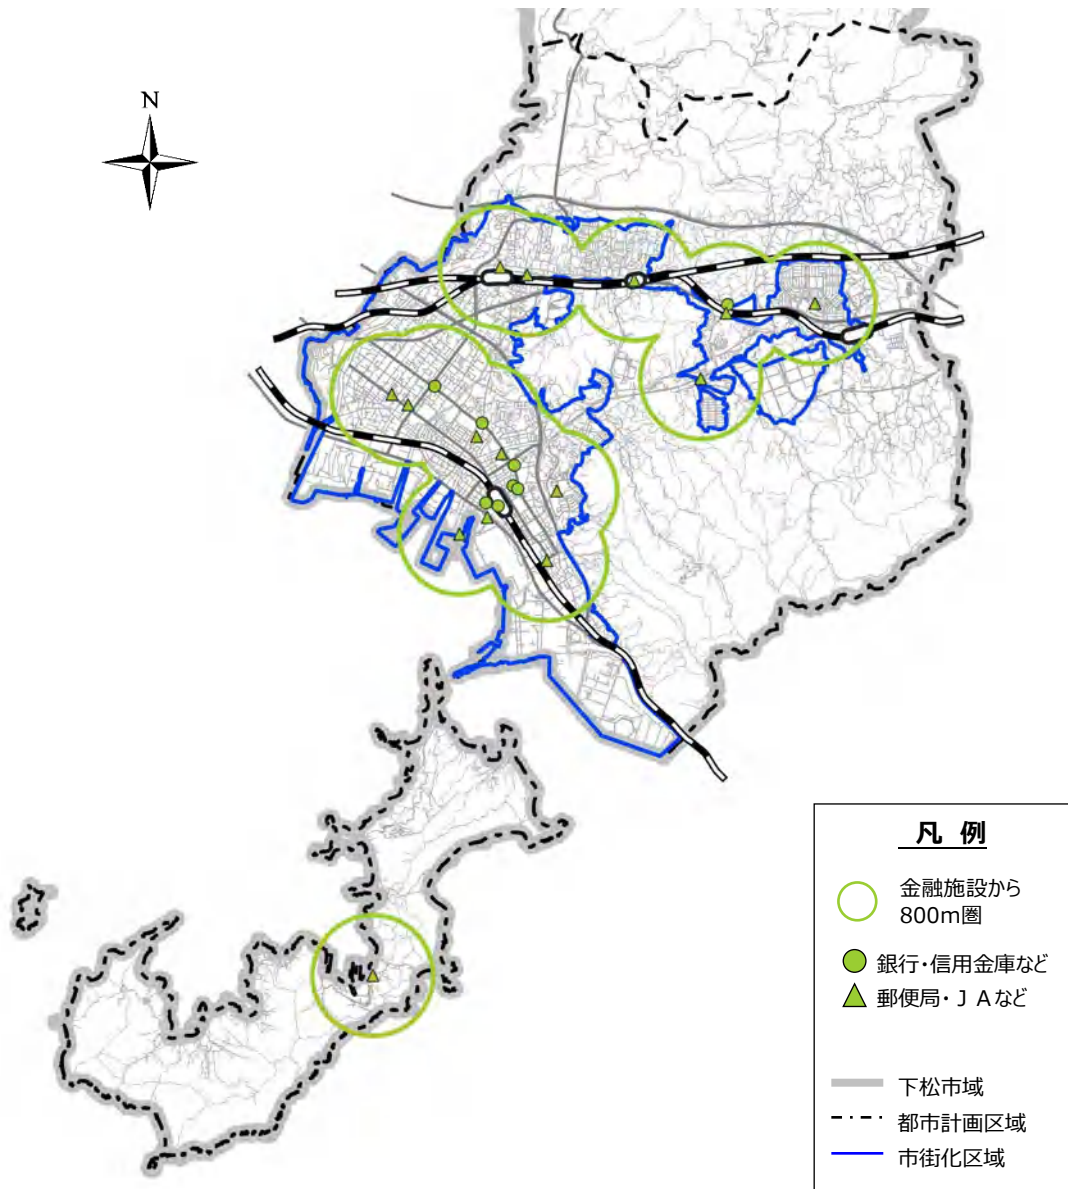 N
凡 例
金融施設から
800m圏
銀行・信用金庫など
郵便局・ＪＡなど
下松市域
都市計画区域
市街化区域